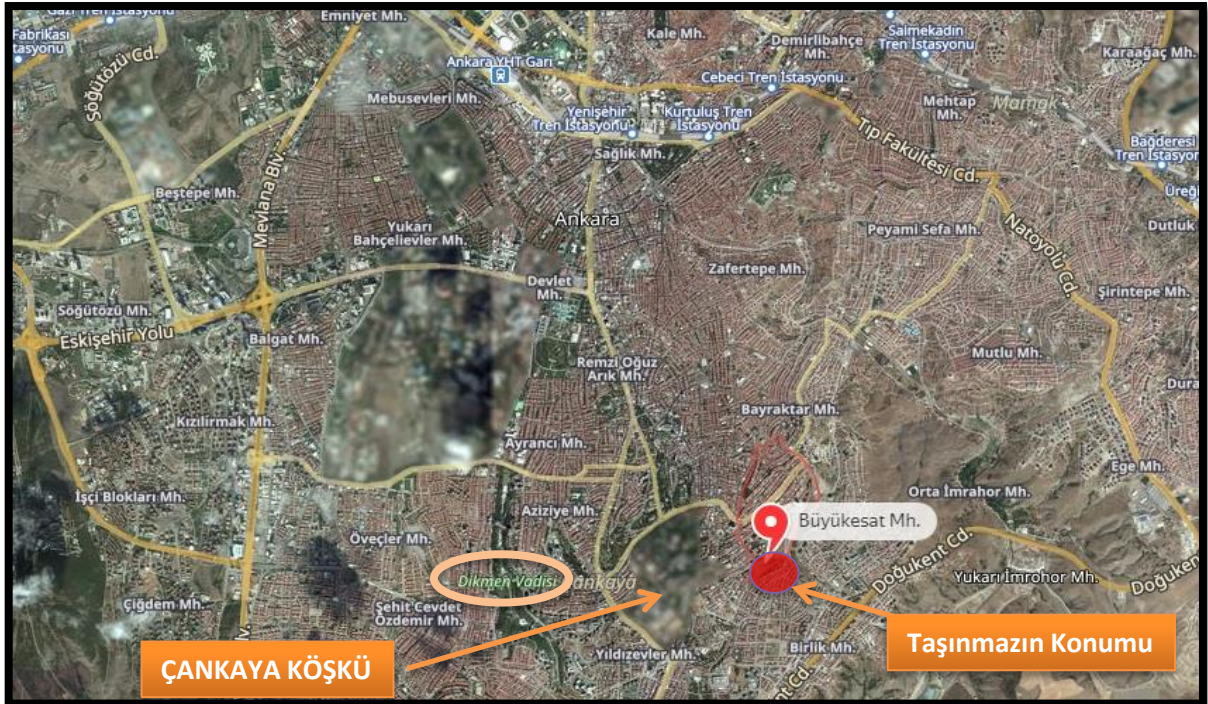 Gazi Tren İstasyonu
Emniyet Mh.
Fabrikası
tasyonu
Söğütözü Cd.
Kale Mh.
Demirlibahçe
Mh.
Saimekadın
Tren İstasyonu
Karaağaç Mh.
Ankara YHT Garı
Cebeci Tren İstasyonu
Mebusevleri Mh.
Yenişehir
Tren İstasyonu
Kurtuluş Tren
İstasyonu
Mehtap
Mh.
Mamak
Tıp Fakültesi Cd.
Sağlık Mh.
Bağderesi
Tren İstasyon
Beştepe Mh.
Üreği
Mevlana Blv.
Ankara
Yukarı
Bahçelievler Mh.
Peyami Sefa Mh.
Natoyolu Cd.
Dutluk
Zafertepe Mh.
Devlet
Mh.
Şirintepe Mh.
Söğütözü Mh.
Eskişehir Yolu
Balgat Mh.
Remzi Oğuz
Arık Mh.
Mutlu Mh.
Dura
Kızılırmak Mh.
Bayraktar Mh.
Ayrancı Mh.
Ege Mh.
İşçi Blokları Mh.
Orta İmrahor Mh.
Aziziye Mh.
Büyükesat Mh.
Öveçler Mh.
Doğukent Cd.
Dikmen Vadisi
ankaya
Yukarı İmrohor Mh.
Doğuken
Çiğdem Mh.
Şehit Cevdet
Özdemir Mh.
lv.
Taşınmazın Konumu
Yıldızevler Mh.
Birlik Mh.
ÇANKAYA KÖŞKÜ
ent Cd.